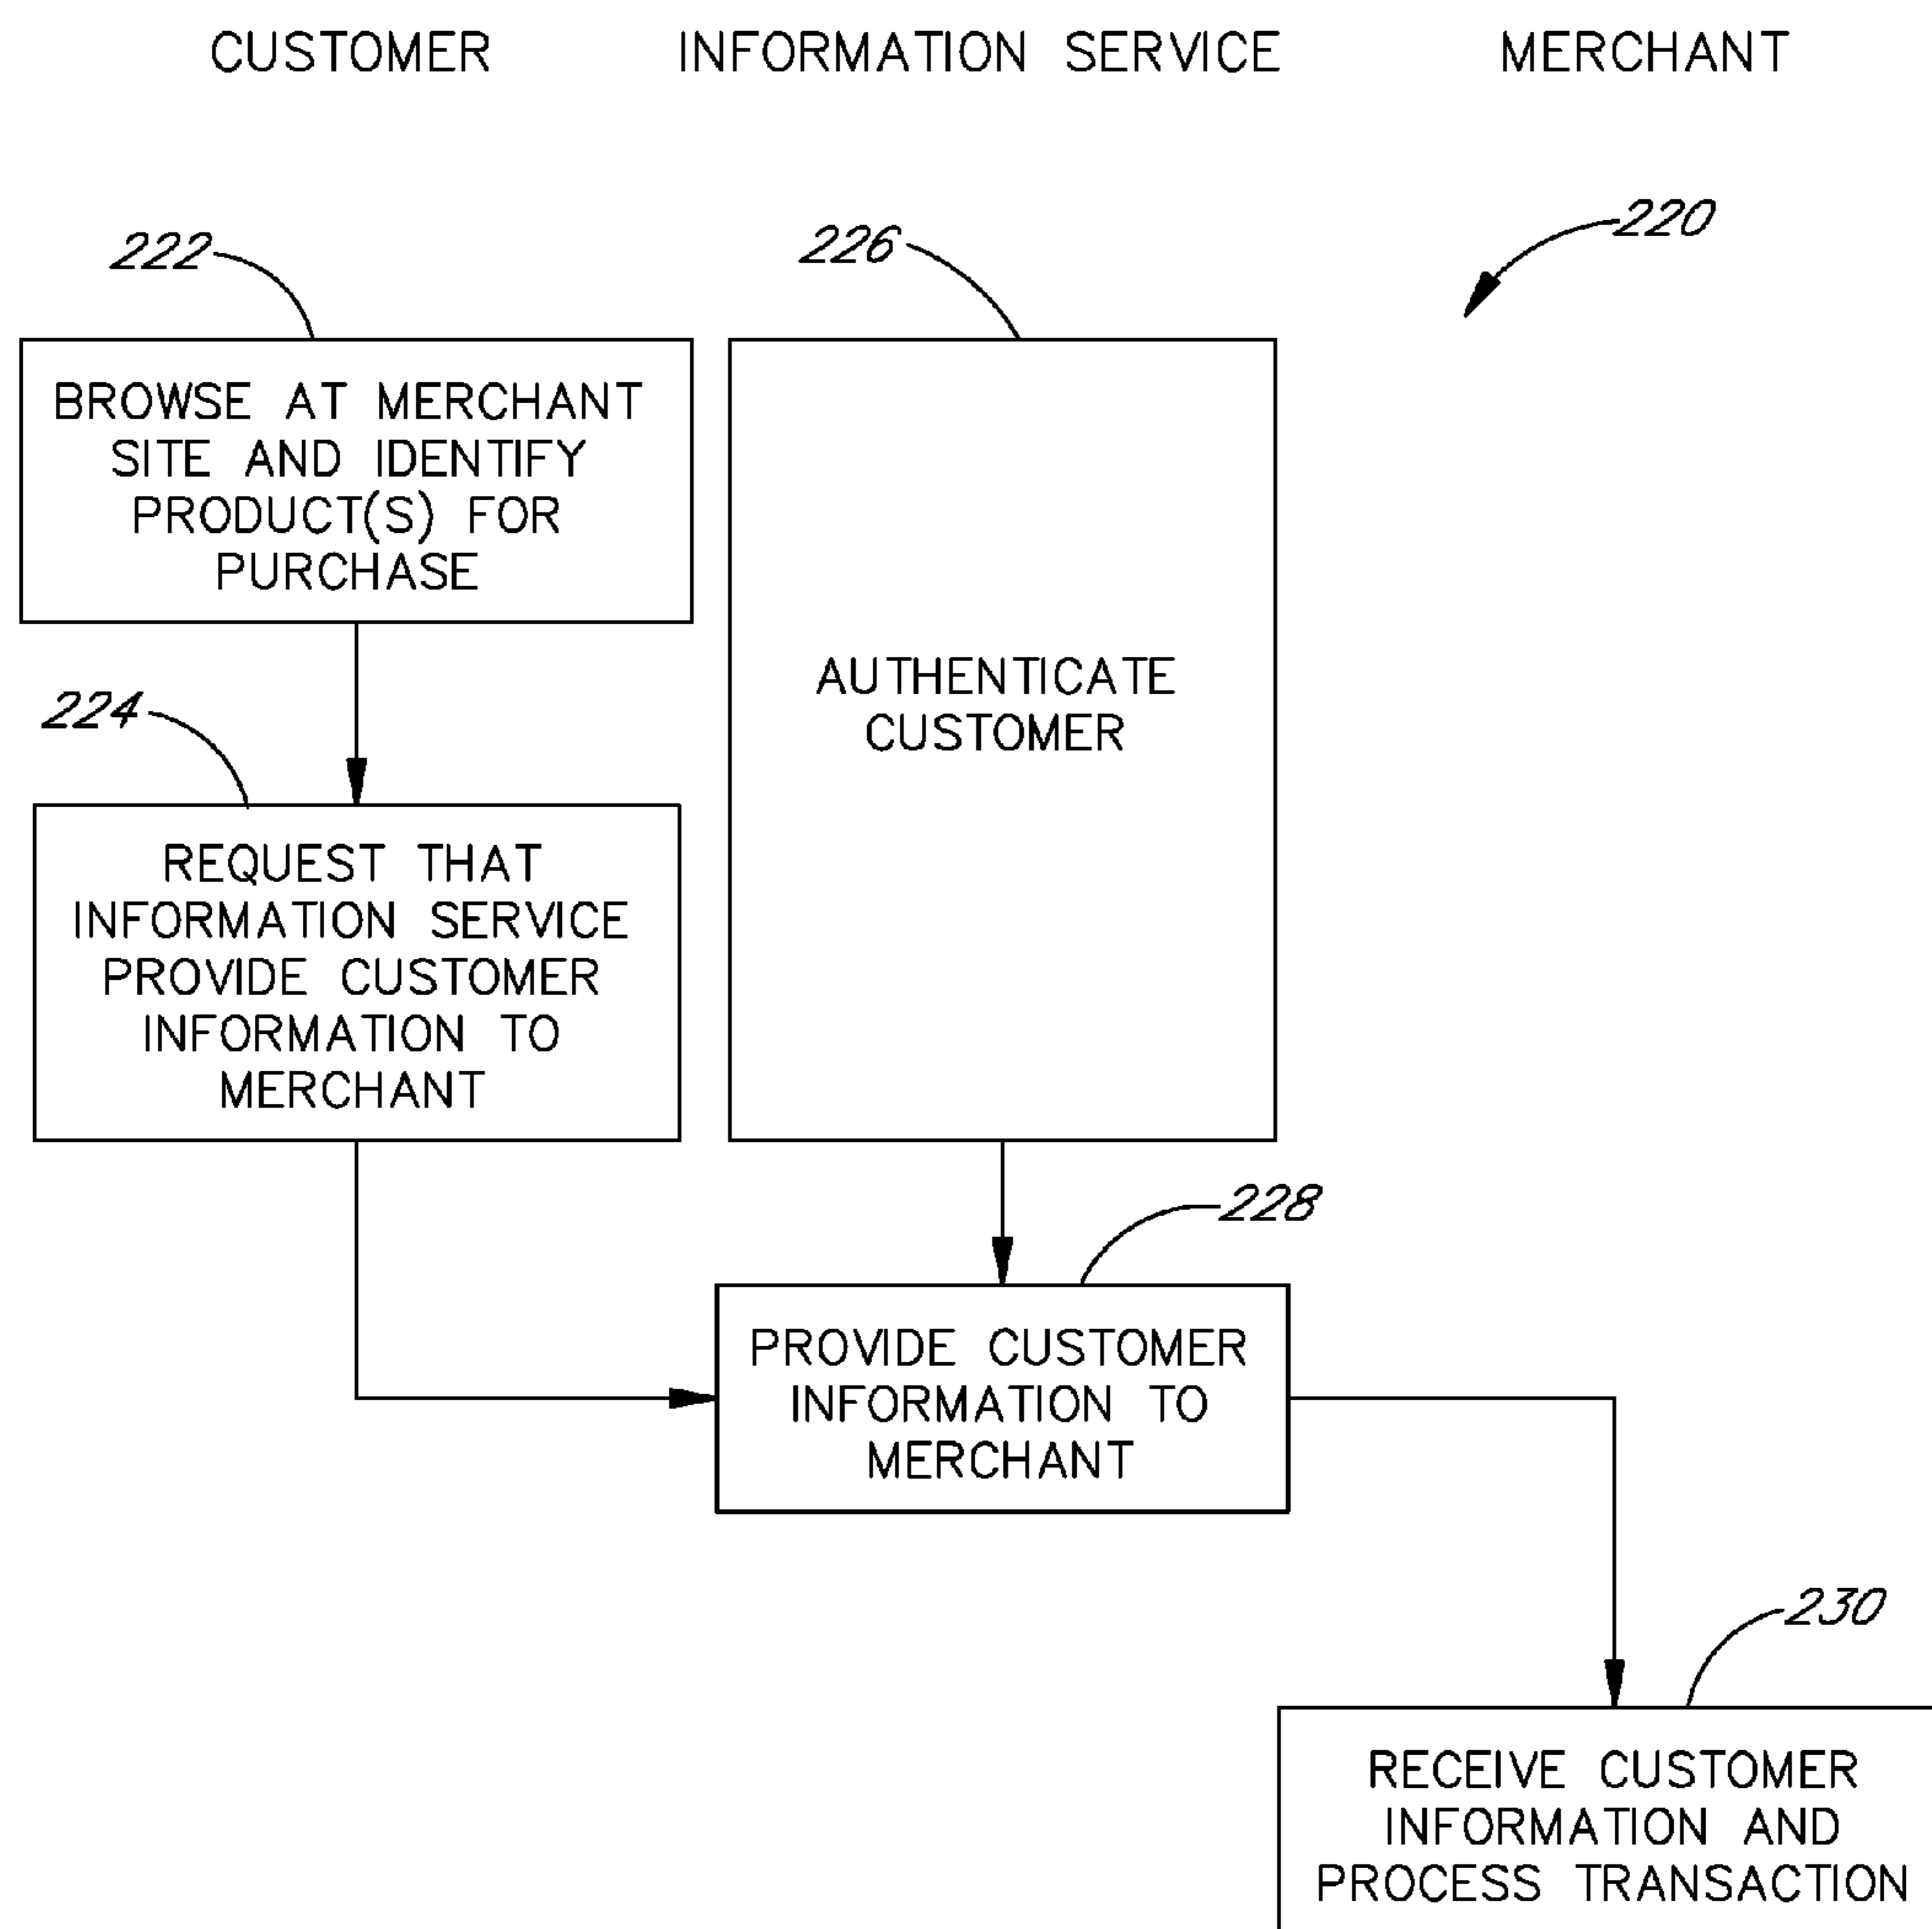 CUSTOMER INFORMATION SERVICE MERCHANT
220
222
BROWSE AT MERCHANT
SITE AND IDENTIFY
PRODUCT(S) FOR
PURCHASE
224
REQUEST THAT
INFORMATION SERVICE
PROVIDE CUSTOMER
INFORMATION TO
MERCHANT
226
AUTHENTICATE
CUSTOMER
228
PROVIDE CUSTOMER
INFORMATION TO
MERCHANT
230
RECEIVE CUSTOMER
INFORMATION AND
PROCESS TRANSACTION